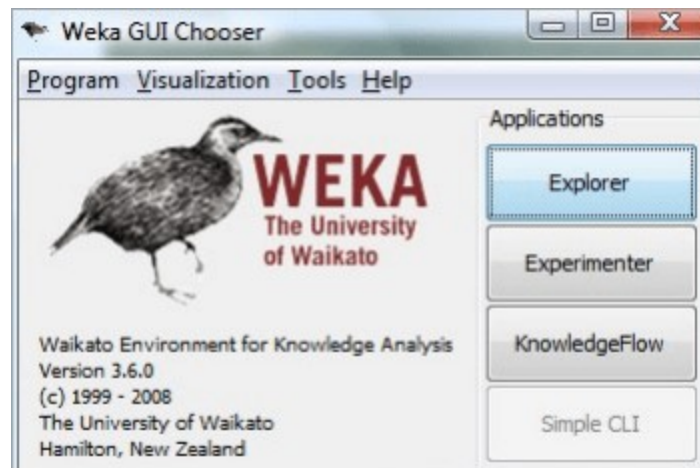 Weka GUI Chooser
Program Visualization Tools Help
WEKA
The University
of Waikato
Waikato Environment for Knowledge Analysis
Version 3.6.0
(c) 1999 - 2008
The University of Waikato
Hamilton, New Zealand
Applications
Explorer
Experimenter
KnowledgeFlow
Simple CLI